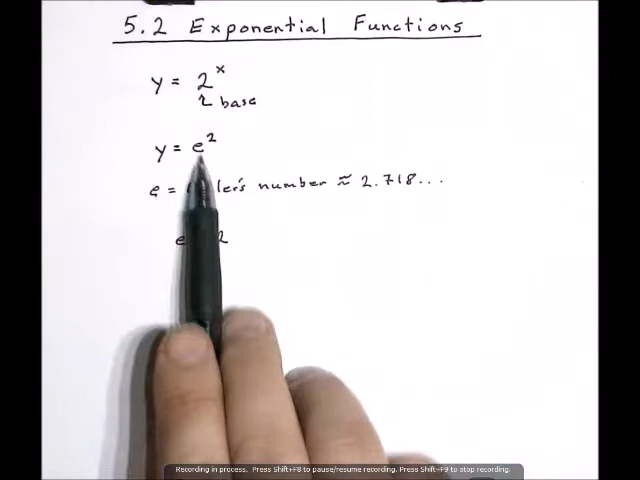 5.2 Exponential Functions
y = 2^x
↑ base
y = e^2
e = ler's number ≈ 2.718...
e 2
Recording in process. Press Shift+F8 to pause/resume recording. Press Shift+F9 to stop recording.